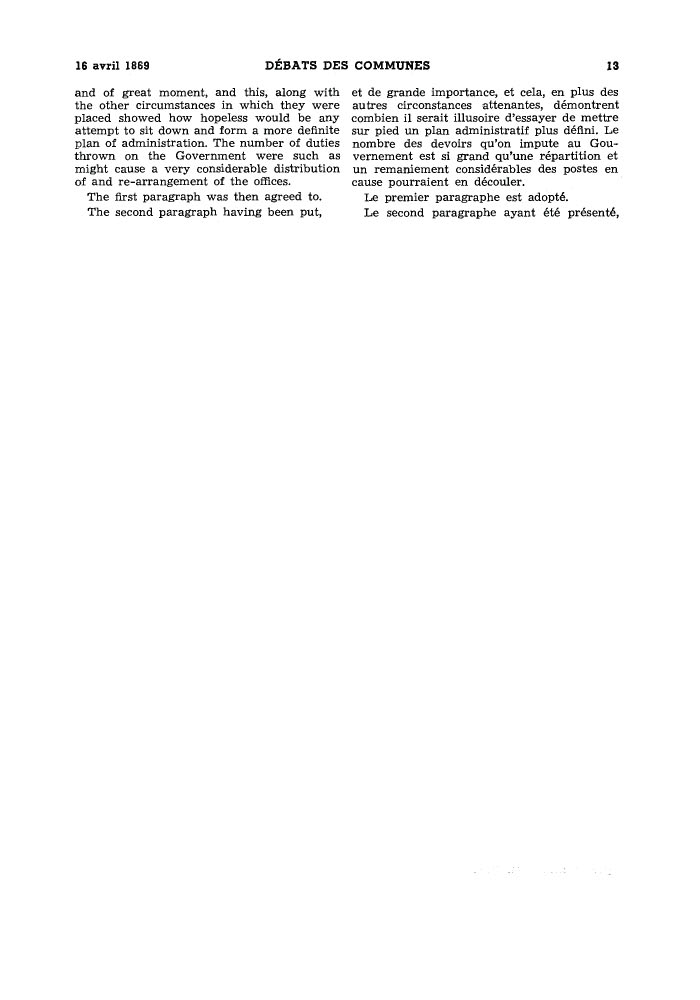 16 avril 1869 DÉBATS DES COMMUNES 13
and of great moment, and this, along with
the other circumstances in which they were
placed showed how hopeless would be any
attempt to sit down and form a more definite
plan of administration. The number of duties
thrown on the Government were such as
might cause a very considerable distribution
of and re-arrangement of the offices.
The first paragraph was then agreed to.
The second paragraph having been put,
et de grande importance, et cela, en plus des
autres circonstances attenantes, démontrent
combien il serait illusoire d'essayer de mettre
sur pied un plan administratif plus défini. Le
nombre des devoirs qu'on impute au Gou-
vernement est si grand qu'une répartition et
un remaniement considérables des postes en
cause pourraient en découler.
Le premier paragraphe est adopté.
Le second paragraphe ayant été présenté,